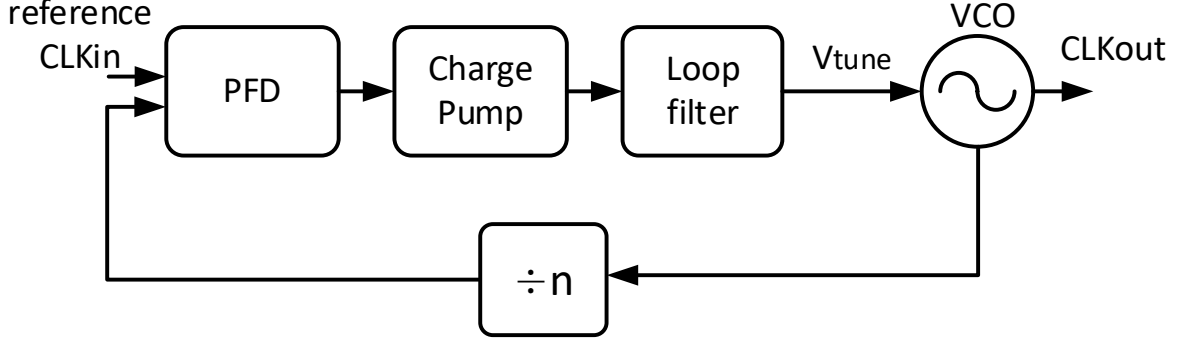 reference
CLKin
PFD
Charge
Pump
Loop
filter
Vtune
VCO
CLKout
÷n